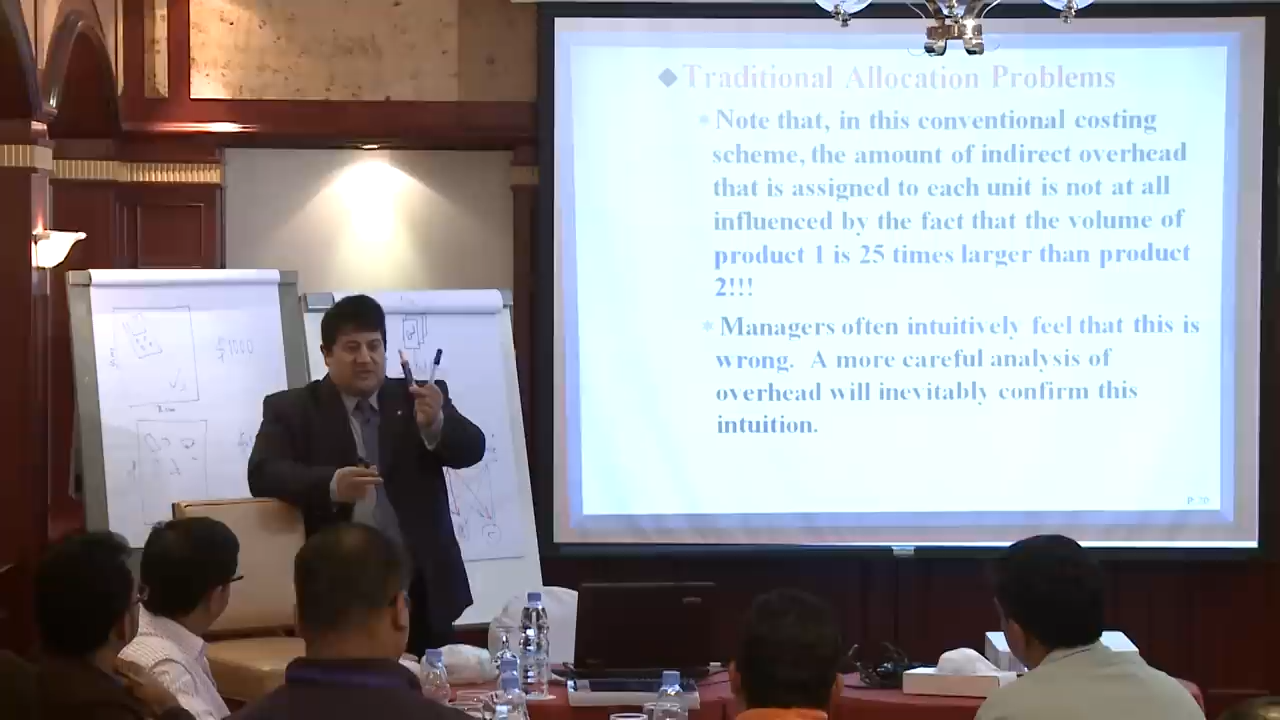 ◆Traditional Allocation Problems
*Note that, in this conventional costing
scheme, the amount of indirect overhead
that is assigned to each unit is not at all
influenced by the fact that the volume of
product 1 is 25 times larger than product
2!!!
*Managers often intuitively feel that this is
wrong. A more careful analysis of
overhead will inevitably confirm this
intuition.